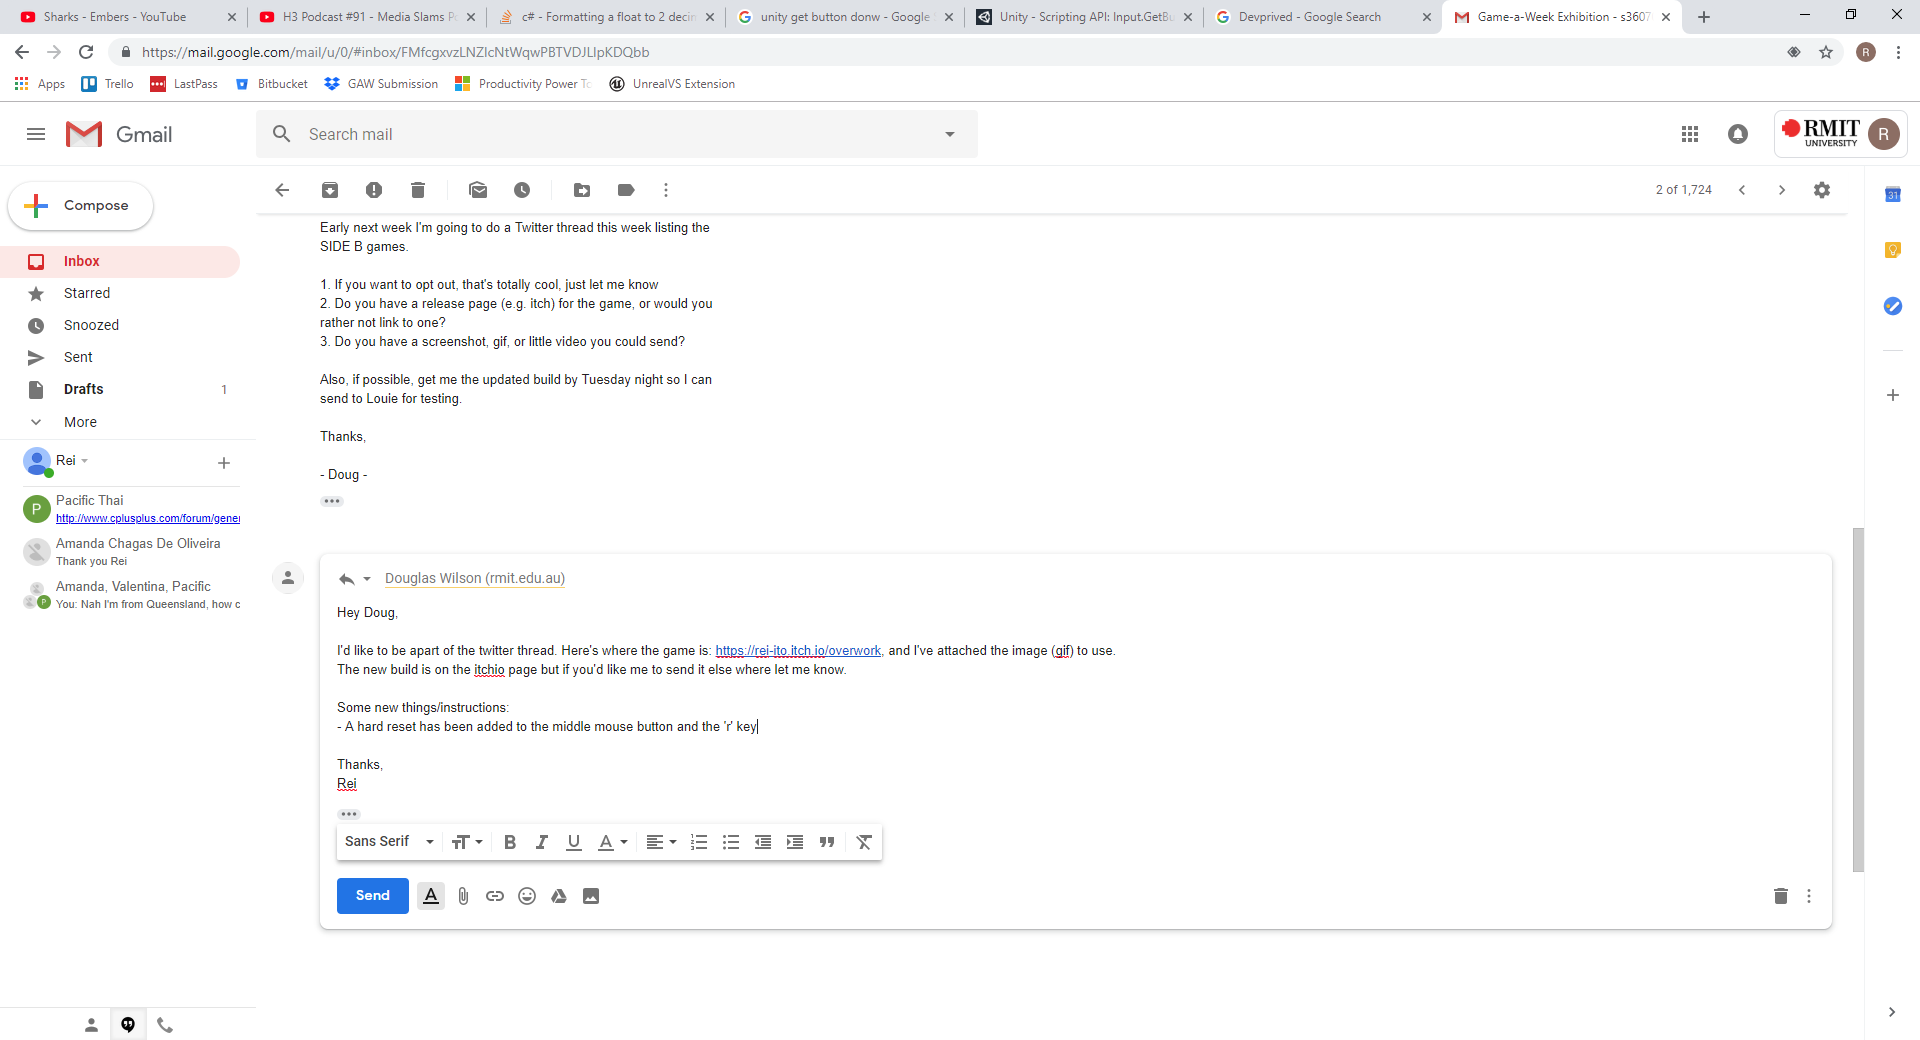 Sharks - Embers - YouTube
H3 Podcast #91 - Media Slams P
c# - Formatting a float to 2 decin
unity get button donw - Google
Unity - Scripting API: Input.GetBu
Devprived - Google Search
Game-a-Week Exhibition - s3607
https://mail.google.com/mail/u/0/#inbox/FMfcgxvzLNZlcNtWqwPBTVDJLlpKDQbb
R
Apps
Trello
LastPass
Bitbucket
GAW Submission
Productivity Power To
UnrealVS Extension
Gmail
Search mail
RMIT
UNIVERSITY
R
Compose
2 of 1,724
31
Inbox
Starred
Snoozed
Sent
Drafts 1
More
Rei
P
Pacific Thai
http://www.cplusplus.com/forum/gener
Amanda Chagas De Oliveira
Thank you Rei
Amanda, Valentina, Pacific
P
You: Nah I'm from Queensland, how c
Early next week I'm going to do a Twitter thread this week listing the
SIDE B games.
1. If you want to opt out, that's totally cool, just let me know
2. Do you have a release page (e.g. itch) for the game, or would you
rather not link to one?
3. Do you have a screenshot, gif, or little video you could send?
Also, if possible, get me the updated build by Tuesday night so I can
send to Louie for testing.
Thanks,
- Doug -
Douglas Wilson (rmit.edu.au)
Hey Doug,
I'd like to be apart of the twitter thread. Here's where the game is: https://rei-ito.itch.io/overwork, and I've attached the image (gif) to use.
The new build is on the itchio page but if you'd like me to send it else where let me know.
Some new things/instructions:
- A hard reset has been added to the middle mouse button and the 'r' key
Thanks,
Rei
Sans Serif
Send